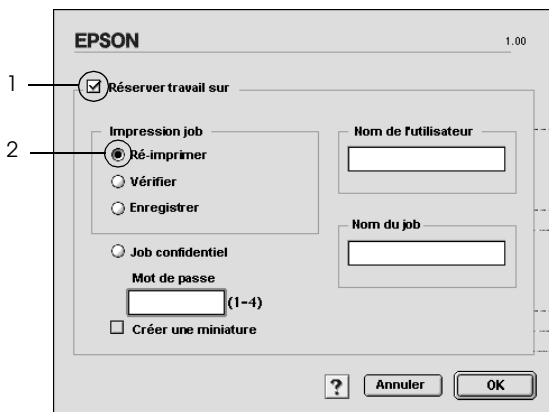 EPSON
1.00
1
Réserver travail sur
Impression job
2
Ré-imprimer
Vérifier
Enregistrer
Nom de l'utilisateur
Job confidentiel
Mot de passe
(1-4)
Créer une miniature
Nom du job
?
Annuler
OK